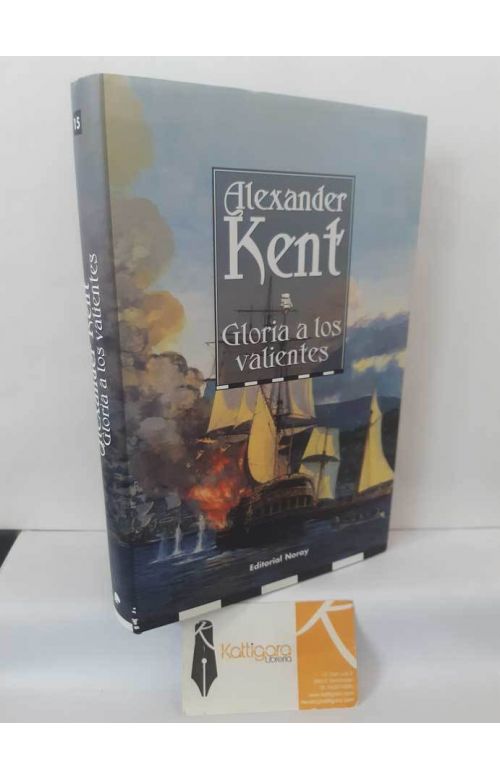 15
Alexander Kent
Gloria a los valientes
Alexander
Kent
Gloria a los
valientes
Editorial Noray
Kattigara
Librería